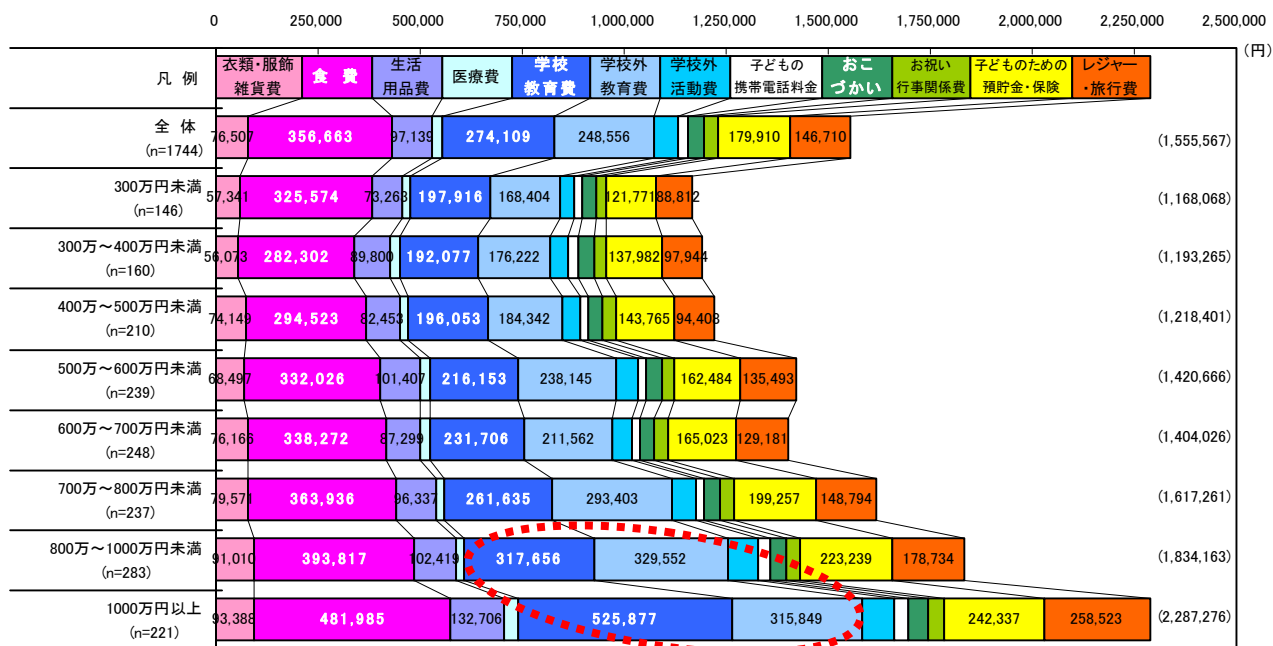 0 250,000 500,000 750,000 1,000,000 1,250,000 1,500,000 1,750,000 2,000,000 2,250,000 2,500,000
(円)
凡 例
衣類・服飾
雑貨費
食 費
生活
用品費
医療費
学校
教育費
学校外
教育費
学校外
活動費
子どもの
携帯電話料金
おこ
づかい
お祝い
行事関係費
子どものための
預貯金・保険
レジャー
・旅行費
全 体
(n=1744)
76,507 356,663 97,139 274,109 248,556 179,910 146,710 (1,555,567)
300万円未満
(n=146)
57,341 325,574 73,263 197,916 168,404 121,771 88,812 (1,168,068)
300万～400万円未満
(n=160)
56,073 282,302 89,800 192,077 176,222 137,982 97,944 (1,193,265)
400万～500万円未満
(n=210)
74,149 294,523 82,453 196,053 184,342 143,765 94,403 (1,218,401)
500万～600万円未満
(n=239)
68,497 332,026 101,407 216,153 238,145 162,484 135,493 (1,420,666)
600万～700万円未満
(n=248)
76,166 338,272 87,299 231,706 211,562 165,023 129,181 (1,404,026)
700万～800万円未満
(n=237)
79,571 363,936 96,337 261,635 293,403 199,257 148,794 (1,617,261)
800万～1000万円未満
(n=283)
91,010 393,817 102,419 317,656 329,552 223,239 178,734 (1,834,163)
1000万円以上
(n=221)
93,388 481,985 132,706 525,877 315,849 242,337 258,523 (2,287,276)